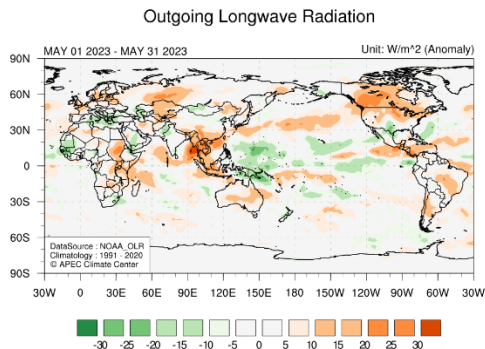 Outgoing Longwave Radiation
MAY 01 2023 - MAY 31 2023 Unit: W/m^2 (Anomaly)
90N
60N
30N
0
30S
60S
90S
DataSource : NOAA_OLR
Climatology : 1991 - 2020
© APEC Climate Center
30W 0 30E 60E 90E 120E 150E 180 150W 120W 90W 60W 30W
-30 -25 -20 -15 -10 -5 0 5 10 15 20 25 30